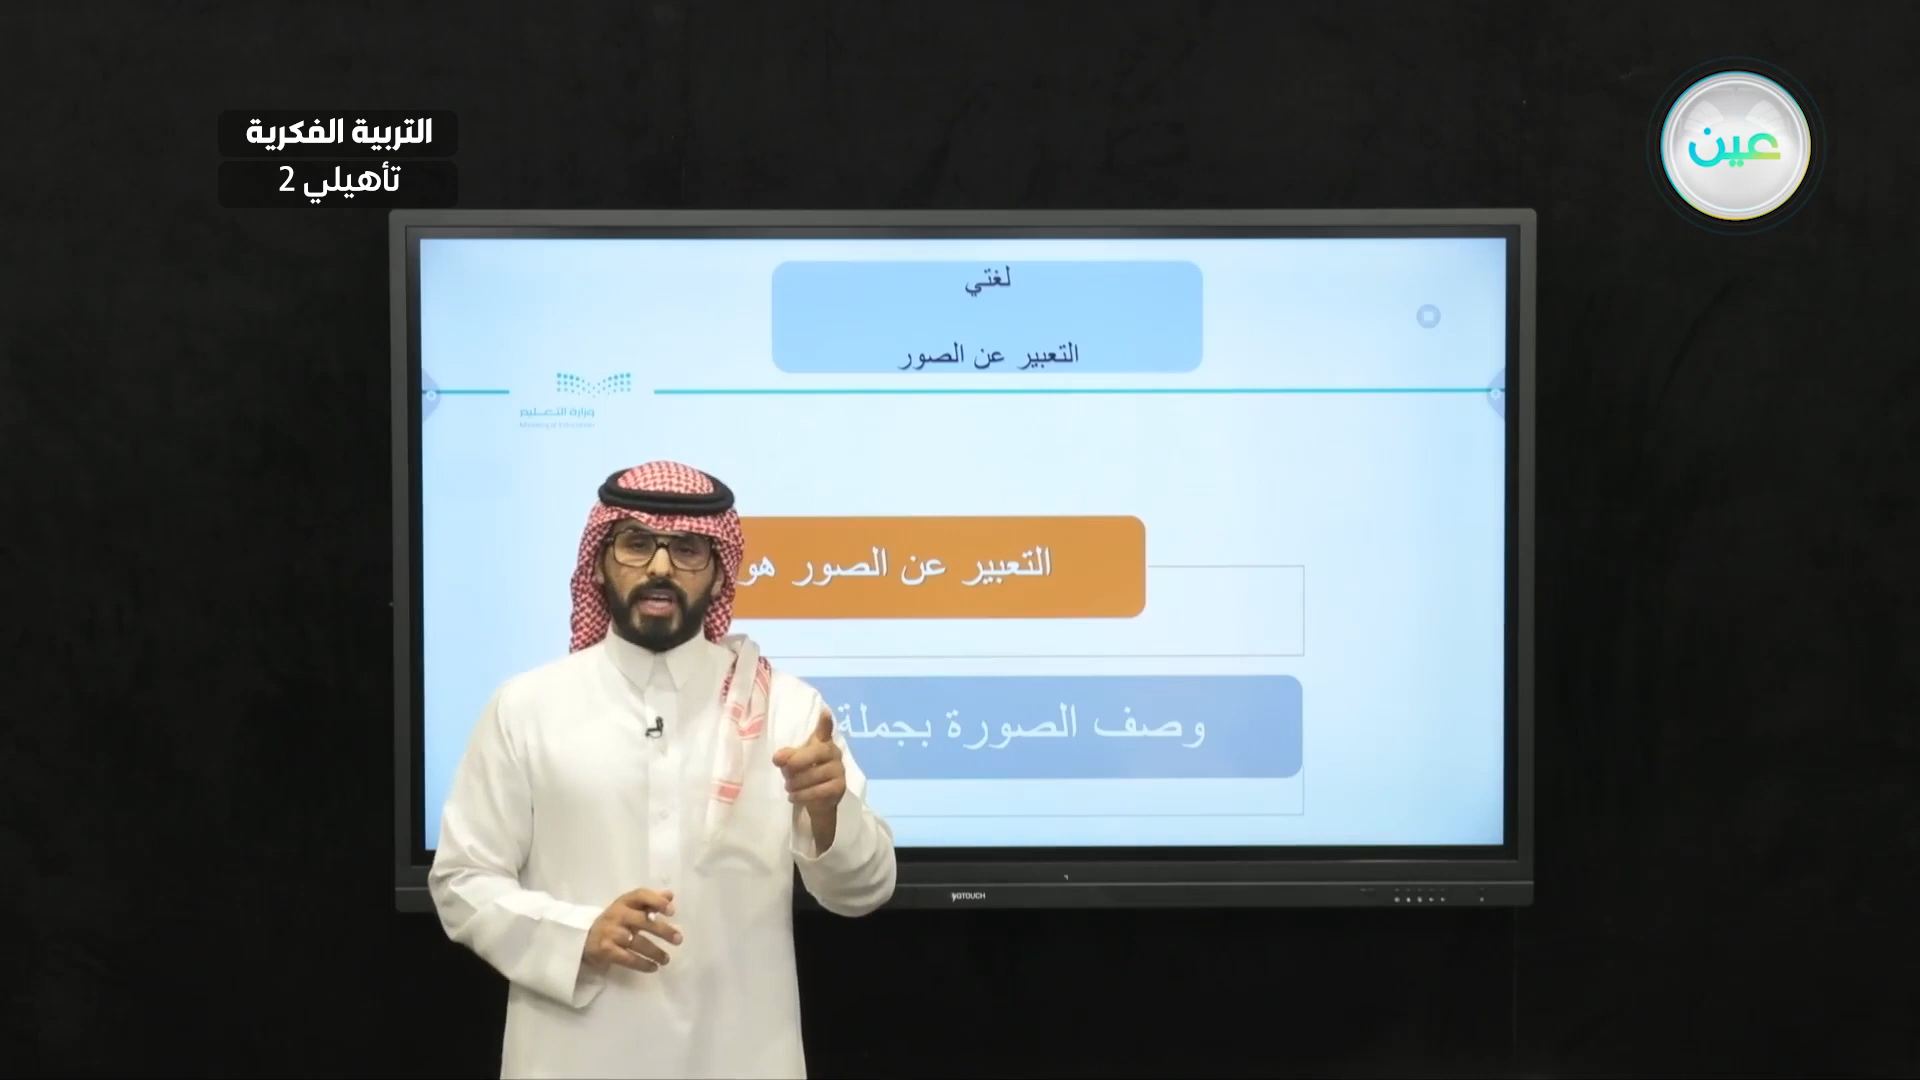 التربية الفكرية
تأهيلي 2
عين
لغتي
التعبير عن الصور
وزارة التعليم
Ministry of Education
التعبير عن الصور هو
وصف الصورة بجملة
YOTOUCH